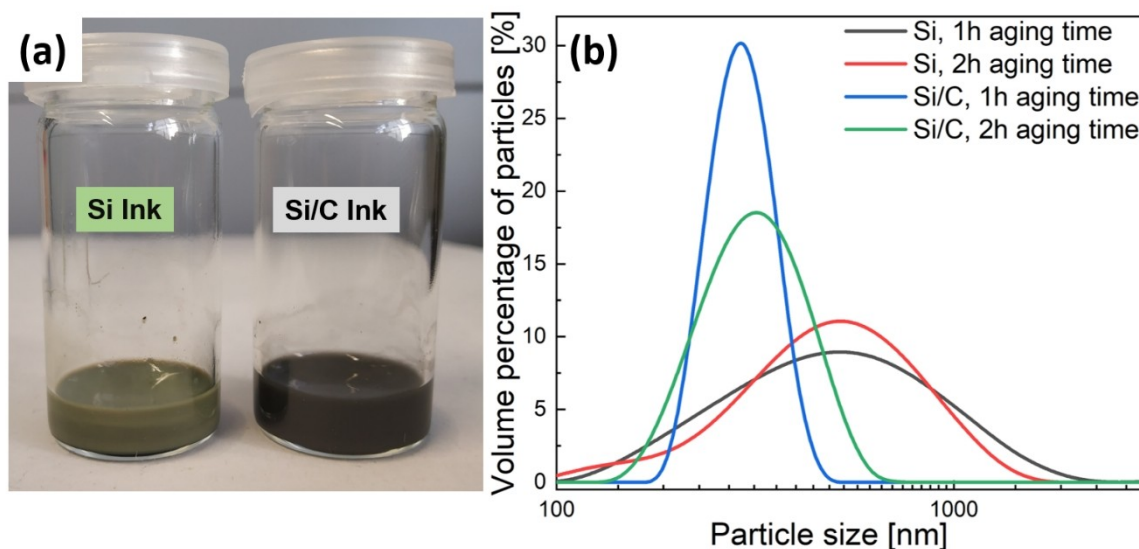 (a)
Si Ink
Si/C Ink
(b)
Volume percentage of particles [%]
30
25
20
15
10
5
0
100
1000
Particle size [nm]
Si, 1h aging time
Si, 2h aging time
Si/C, 1h aging time
Si/C, 2h aging time